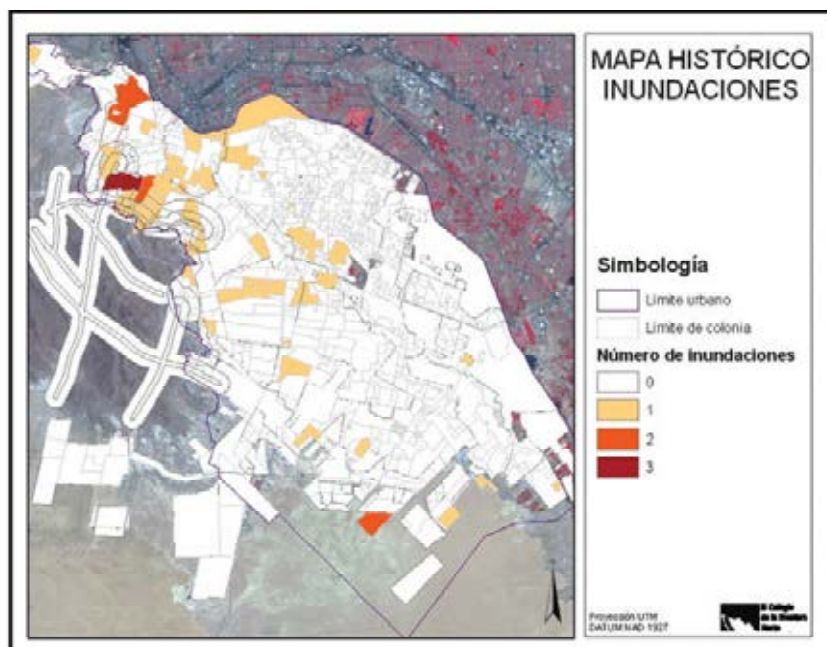 MAPA HISTÓRICO
INUNDACIONES
Simbología
Límite urbano
Límite de colonia
Número de inundaciones
0
1
2
3
Proyección UTM
DATUM NAD 1927
El Colegio
de la Frontera
Norte